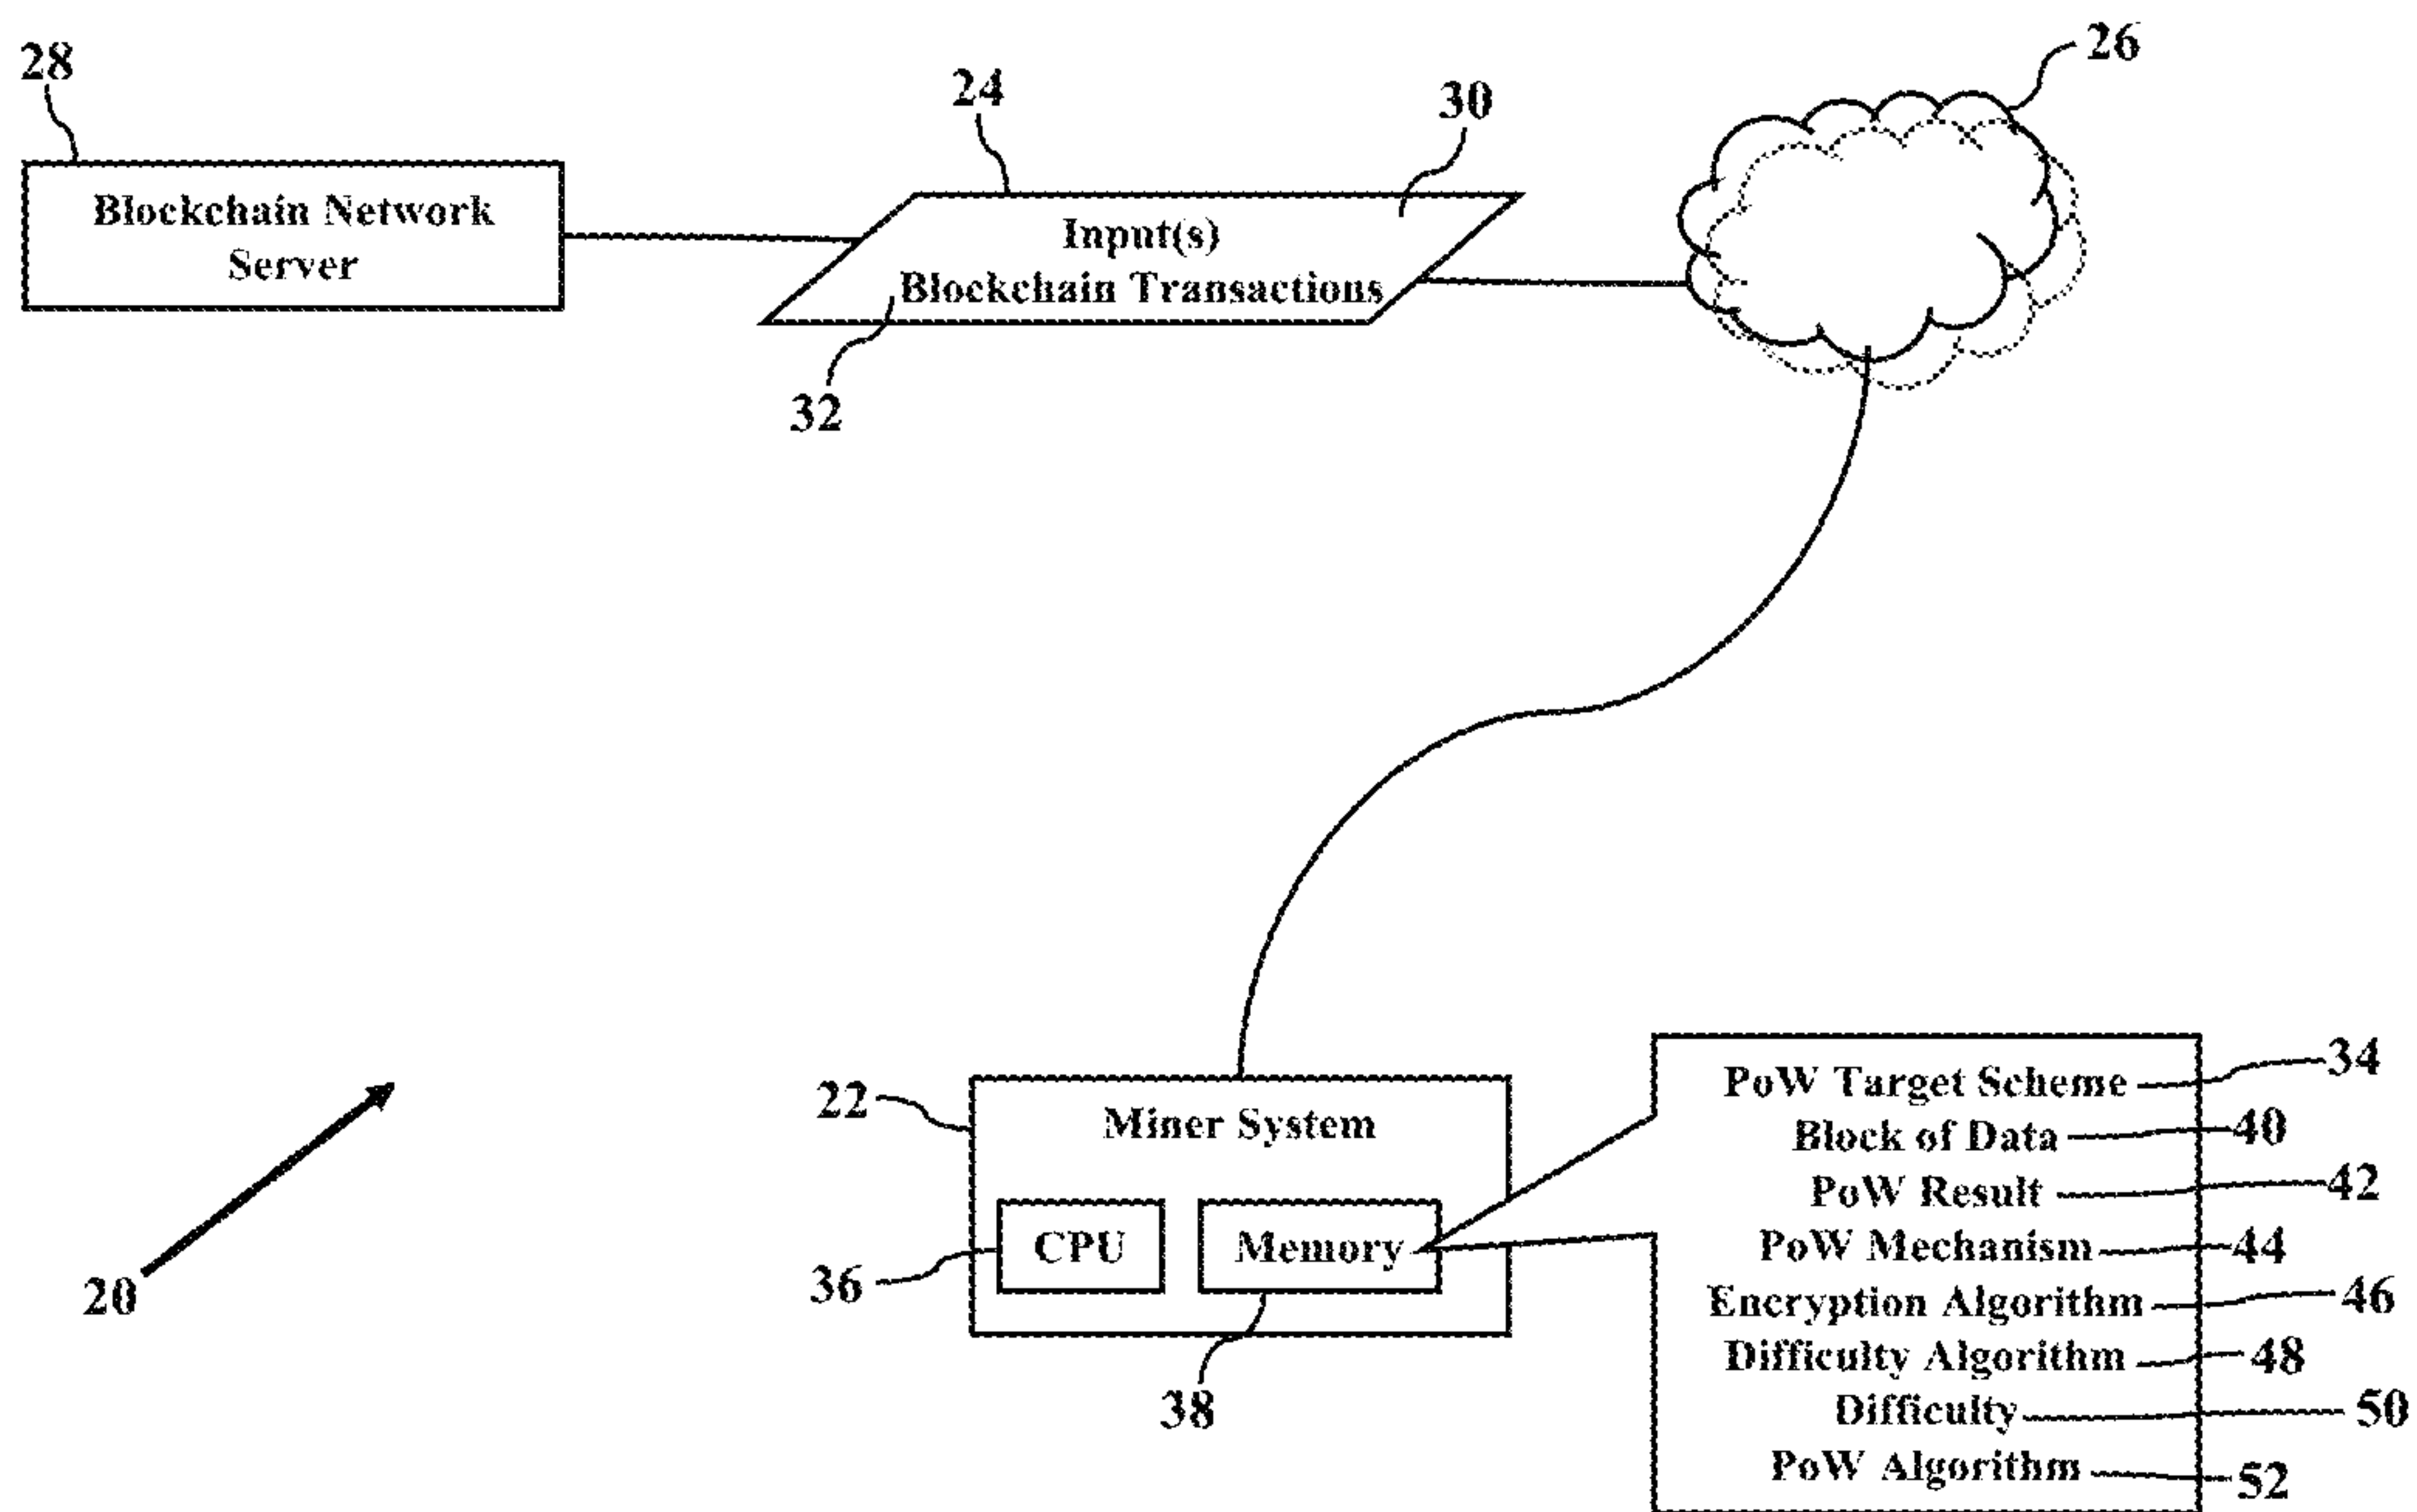 28
24
30
26
Blockchain Network
Server
Input(s)
Blockchain Transactions
32
22
Miner System
36
CPU
Memory
38
20
PoW Target Scheme 34
Block of Data 40
PoW Result 42
PoW Mechanism 44
Encryption Algorithm 46
Difficulty Algorithm 48
Difficulty 50
PoW Algorithm 52